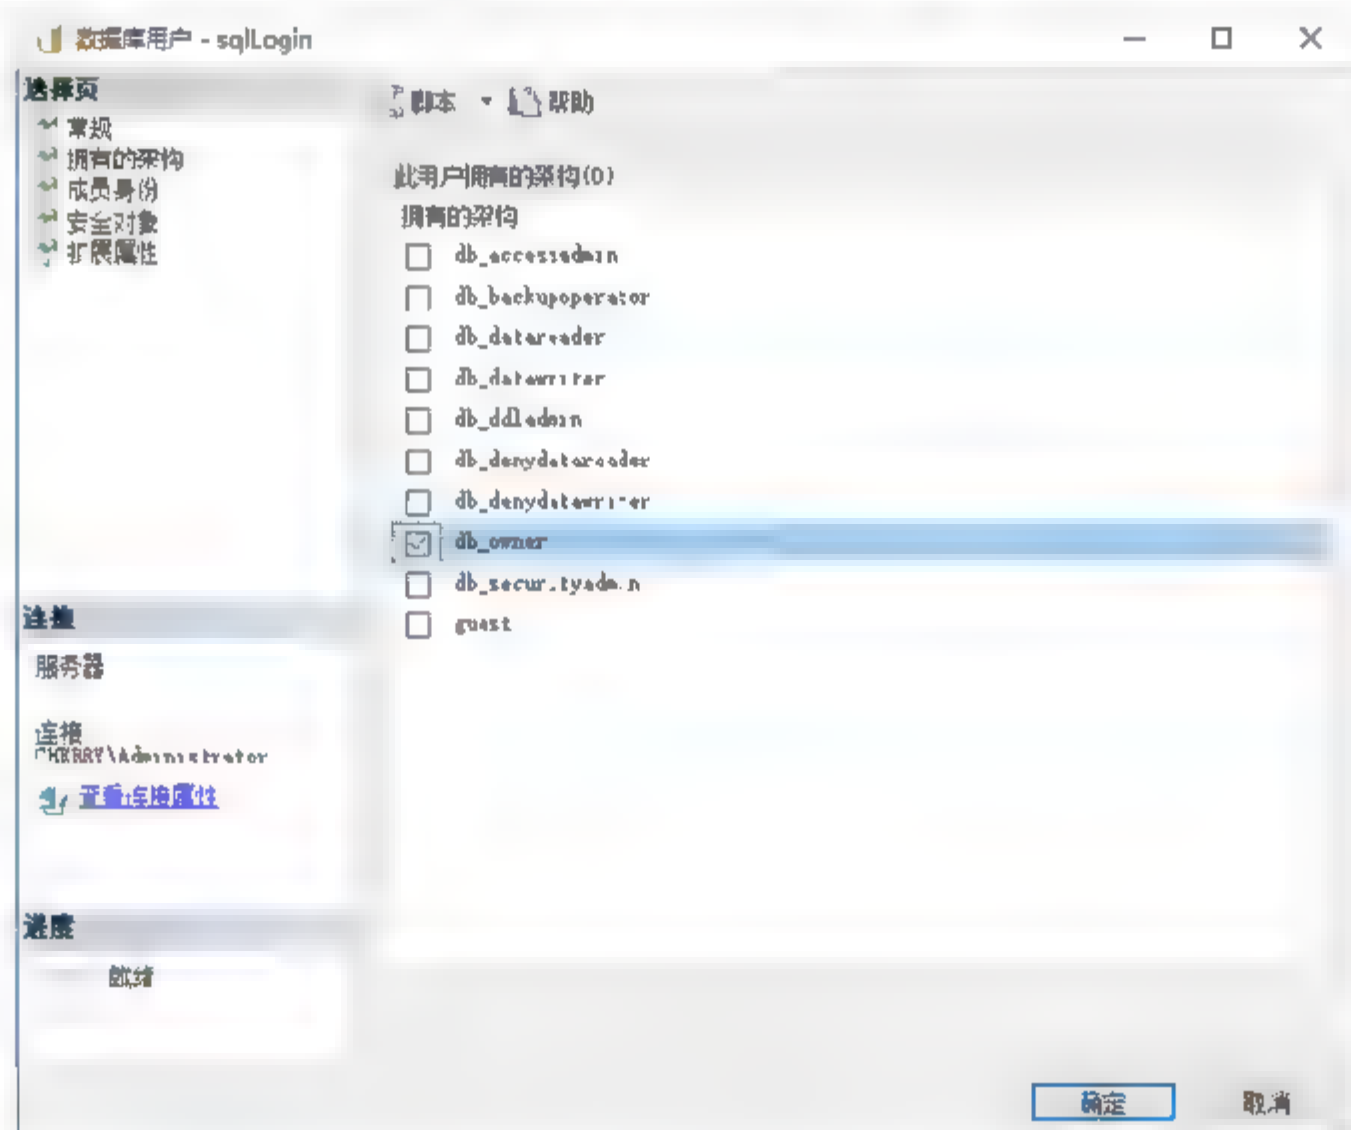 数据库用户 - sqlLogin
选择页
常规
拥有的架构
成员身份
安全对象
扩展属性
脚本 帮助
此用户拥有的架构(O)
拥有的架构
db_accessadmin
db_backupoperator
db_datareader
db_datawriter
db_ddladmin
db_denydatareader
db_denydatawriter
db_owner
db_securityadmin
guest
连接
服务器
连接
CHERRY\Administrator
查看连接属性
进度
就绪
确定 取消